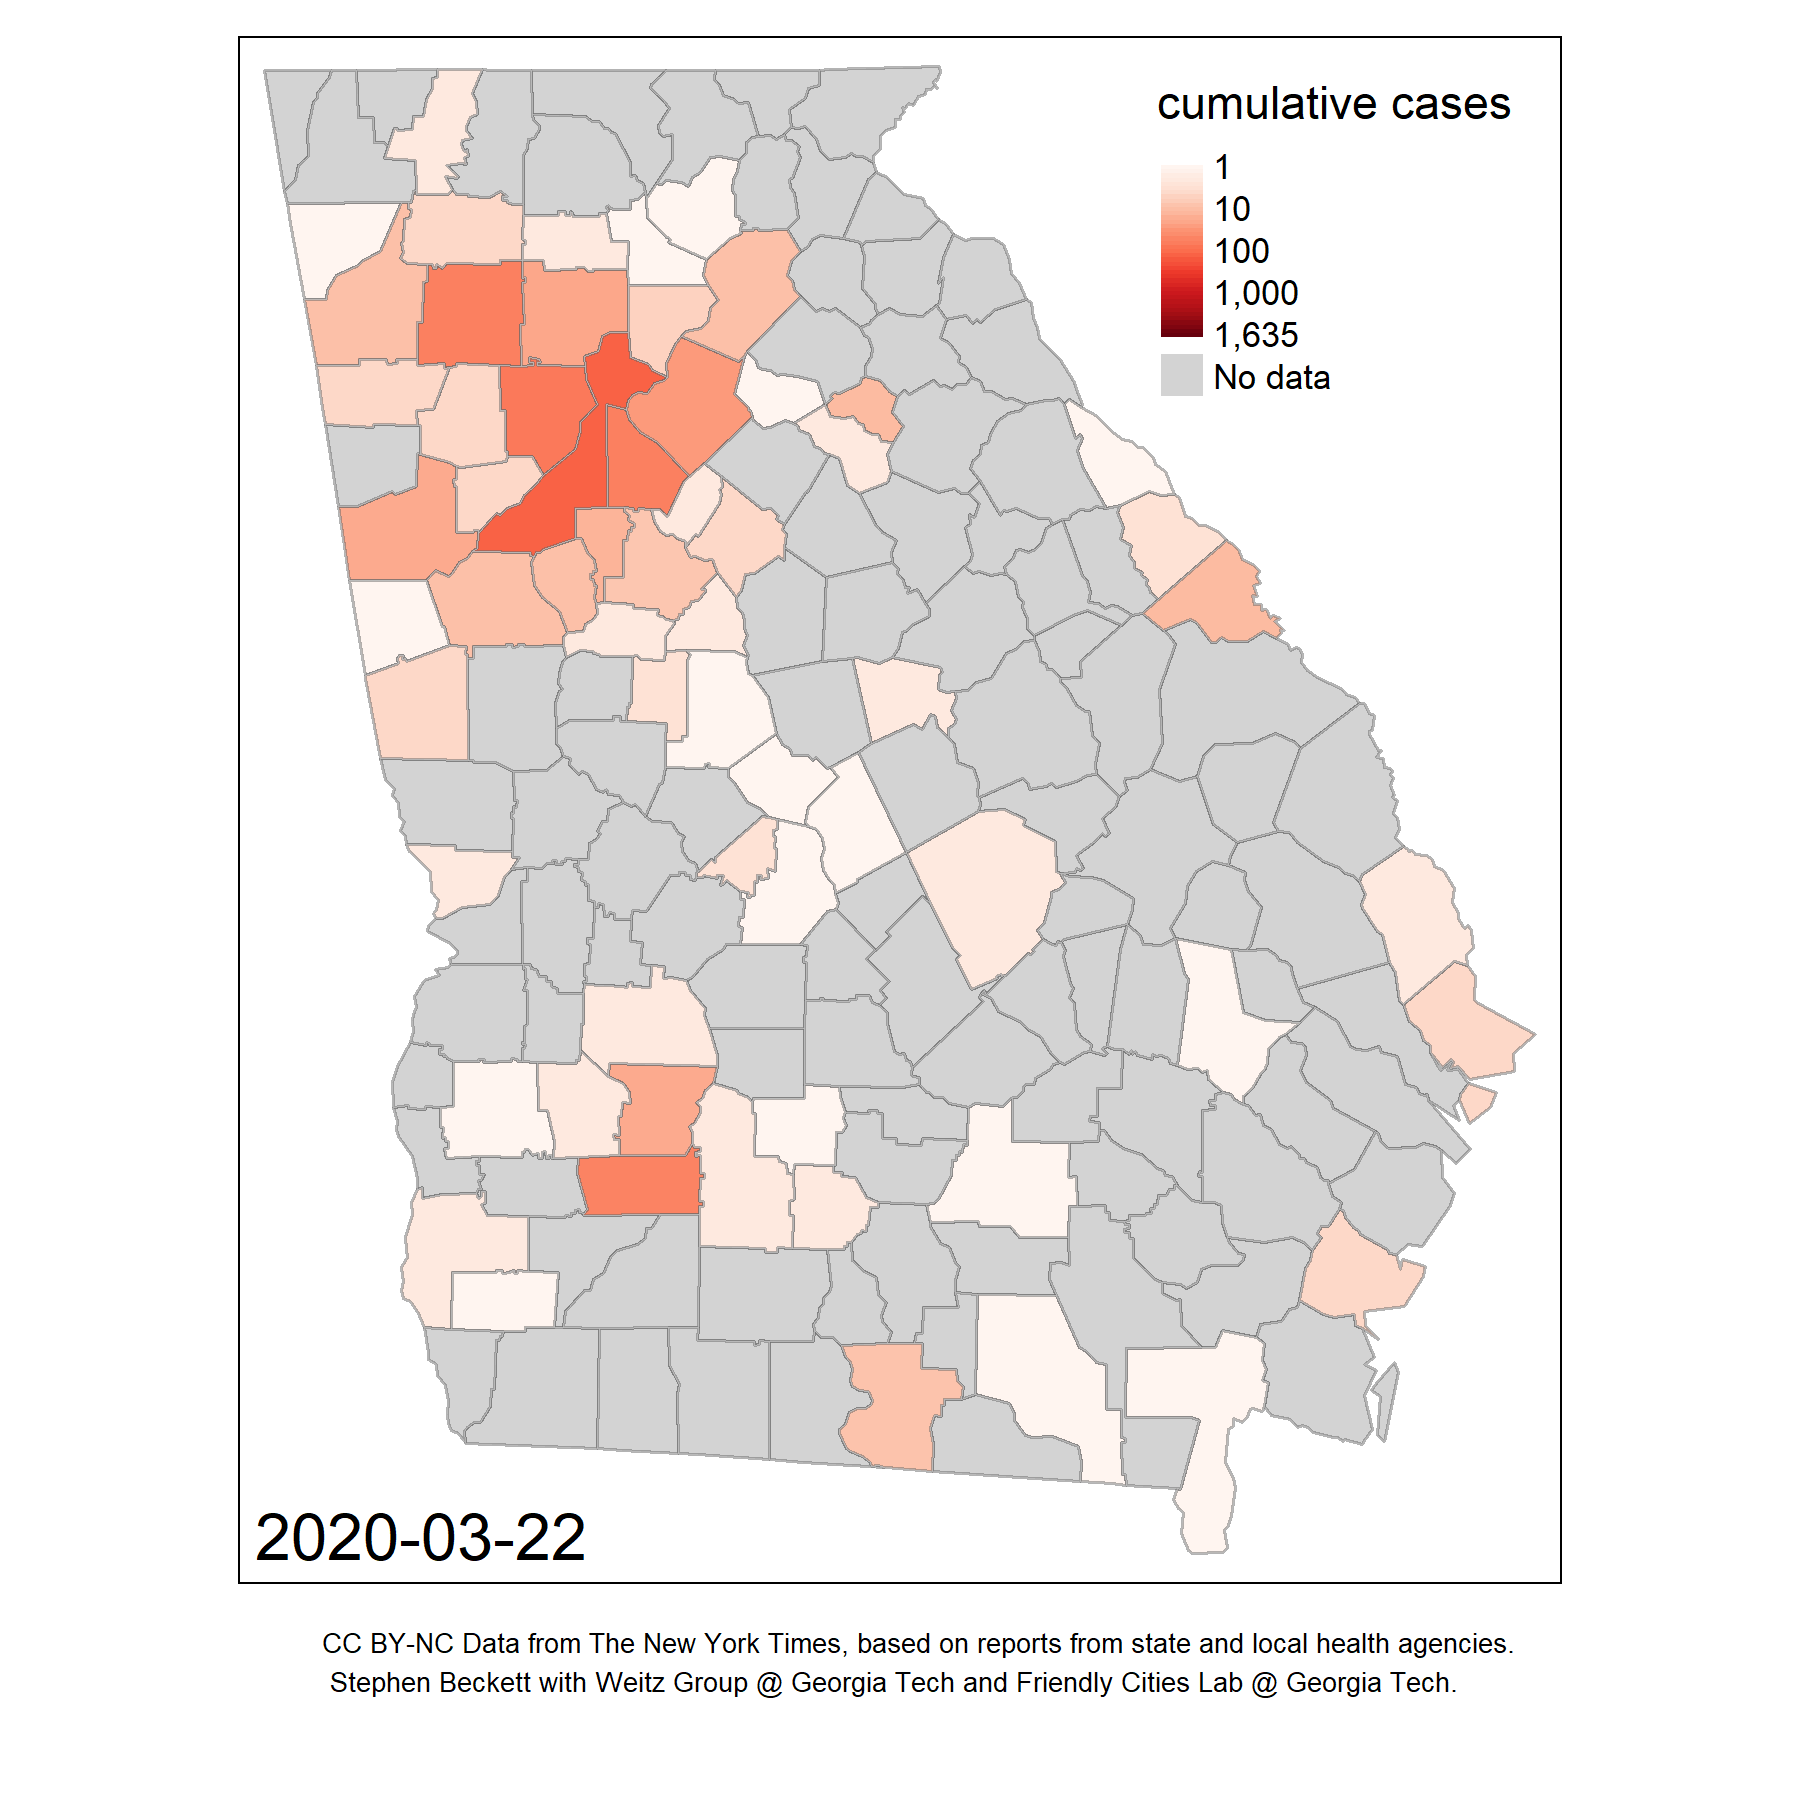 cumulative cases
1
10
100
1,000
1,635
No data
2020-03-22
CC BY-NC Data from The New York Times, based on reports from state and local health agencies.
Stephen Beckett with Weitz Group @ Georgia Tech and Friendly Cities Lab @ Georgia Tech.